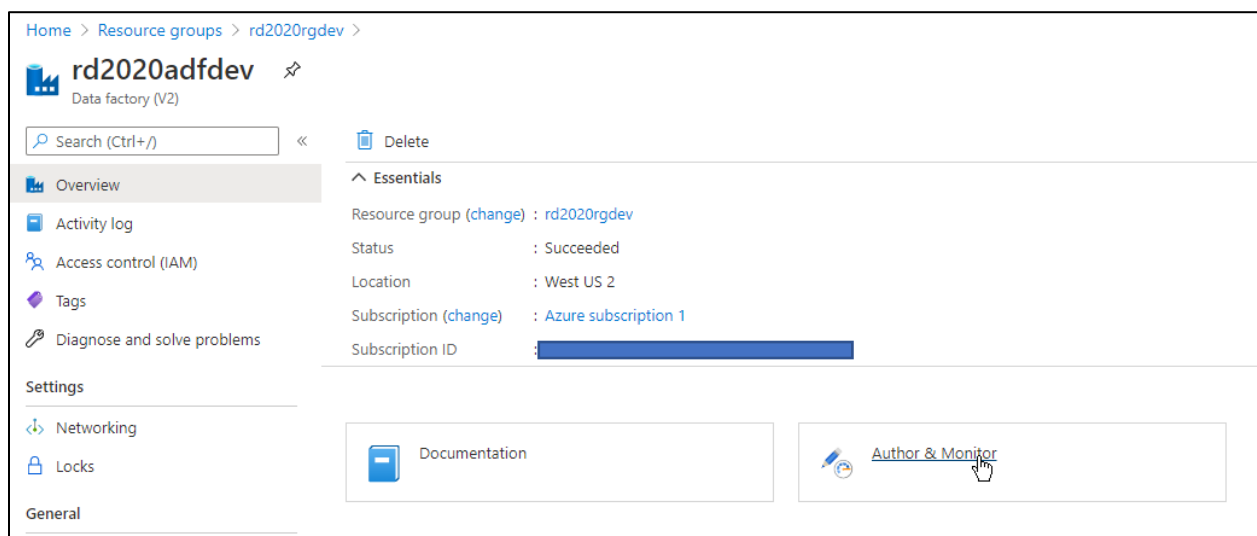 Home > Resource groups > rd2020rgdev >
rd2020adfdev
Data factory (V2)
Search (Ctrl+/)
«
Overview
Activity log
Access control (IAM)
Tags
Diagnose and solve problems
Settings
Networking
Locks
General
Delete
Essentials
Resource group (change) : rd2020rgdev
Status : Succeeded
Location : West US 2
Subscription (change) : Azure subscription 1
Subscription ID :
Documentation
Author & Monitor